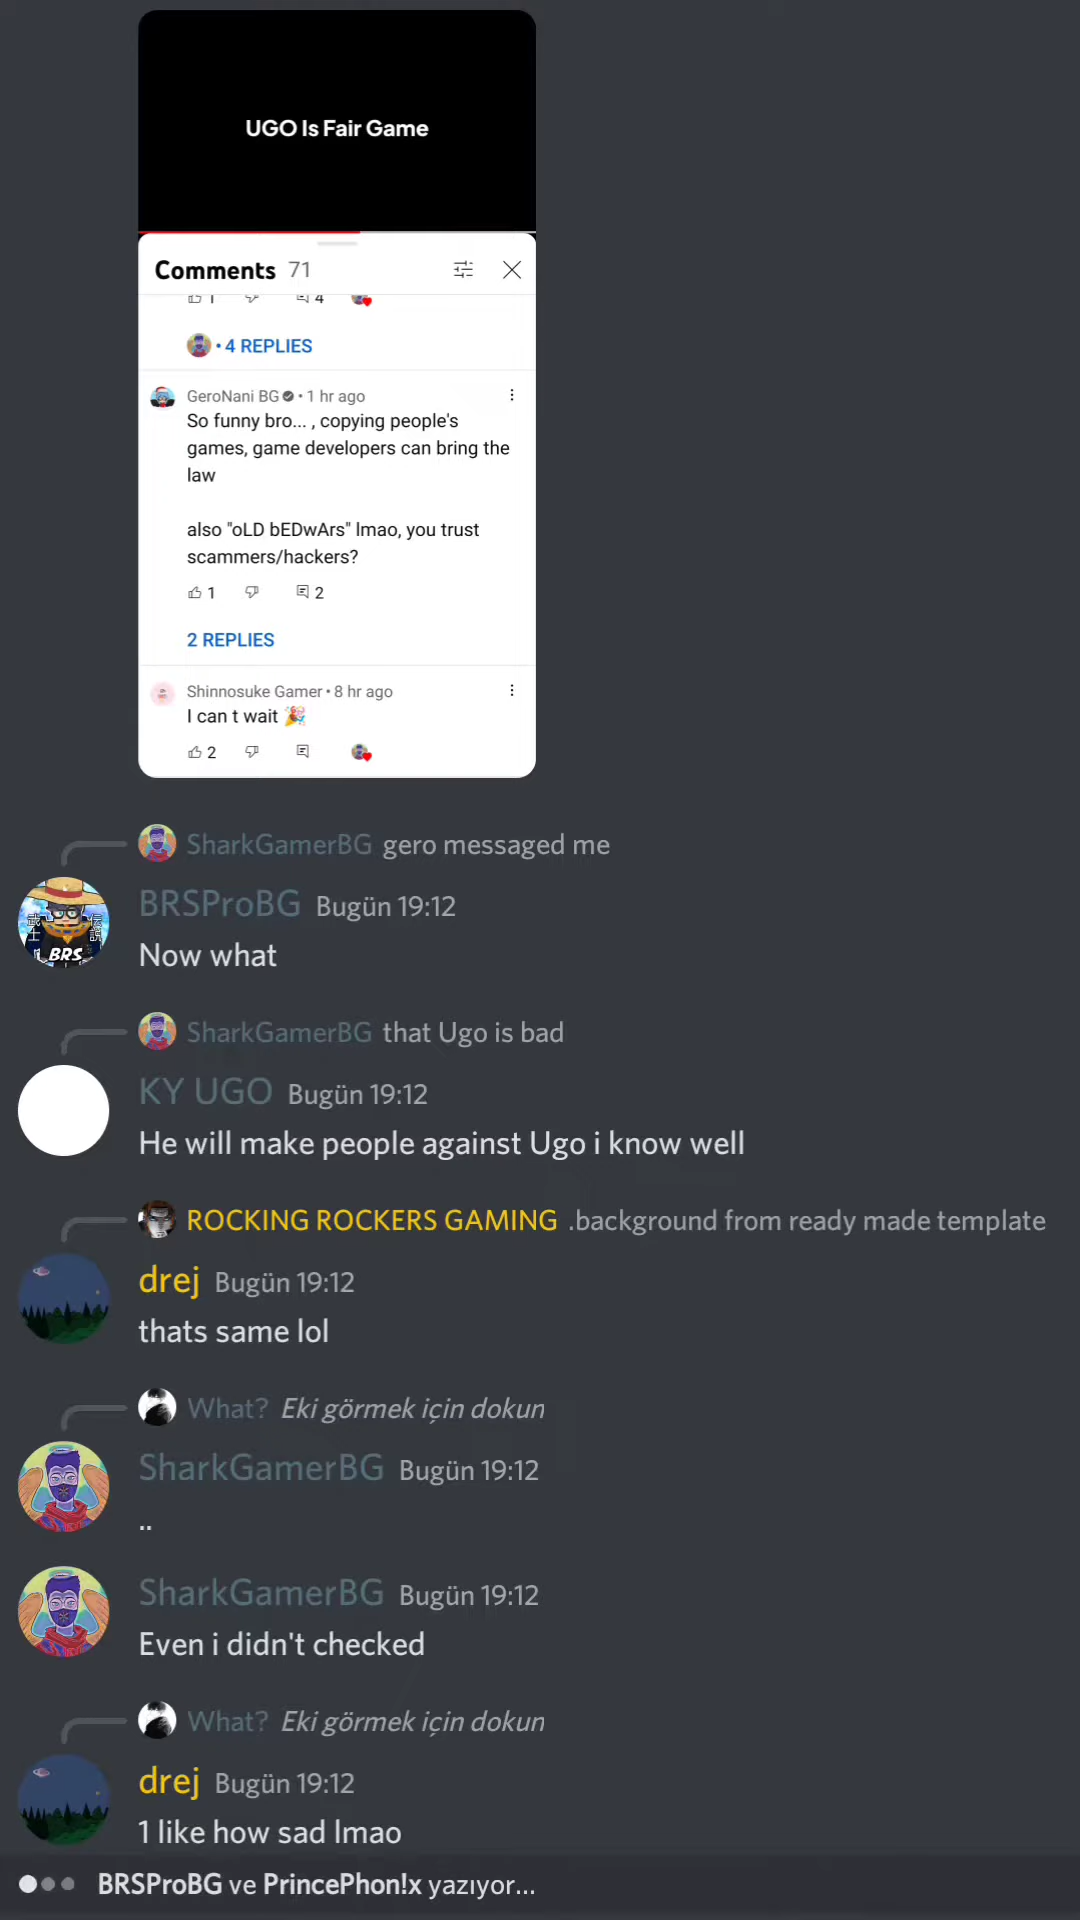 UGO Is Fair Game
Comments 71
1 4
• 4 REPLIES
GeroNani BG • 1 hr ago
So funny bro... , copying people's
games, game developers can bring the
law
also "oLD bEDwArs" lmao, you trust
scammers/hackers?
1 2
2 REPLIES
Shinnosuke Gamer • 8 hr ago
I can t wait 🎉
2
SharkGamerBG gero messaged me
BRSProBG Bugün 19:12
BRS
Now what
SharkGamerBG that Ugo is bad
KY UGO Bugün 19:12
He will make people against Ugo i know well
ROCKING ROCKERS GAMING .background from ready made template
drej Bugün 19:12
thats same lol
What? Eki görmek için dokun
SharkGamerBG Bugün 19:12
..
SharkGamerBG Bugün 19:12
Even i didn't checked
What? Eki görmek için dokun
drej Bugün 19:12
1 like how sad lmao
BRSProBG ve PrincePhon!x yazıyor...